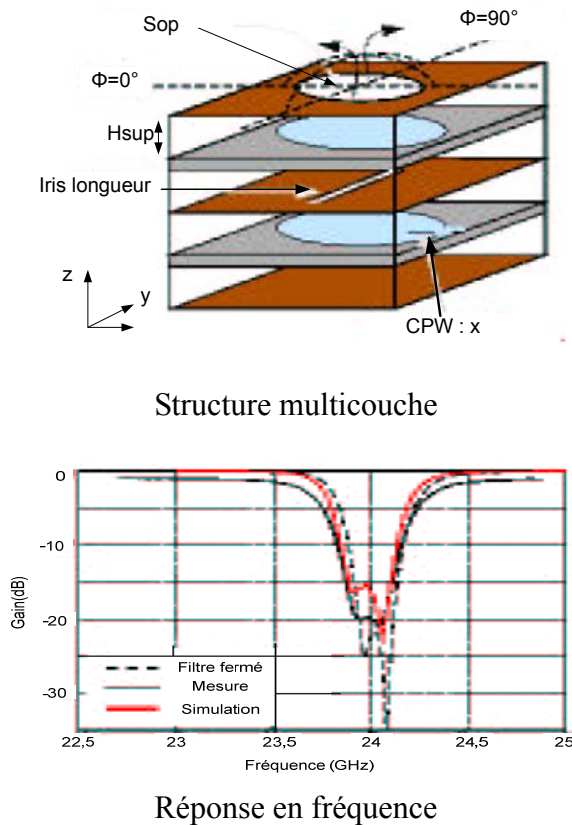 Sop
Φ=90°
Φ=0°
Hsup
Iris longueur
z
y
CPW : x
Structure multicouche
0
-10
-20
-30
Gain(dB)
Filtre fermé
Mesure
Simulation
22,5
23
23,5
24
24,5
25
Fréquence (GHz)
Réponse en fréquence